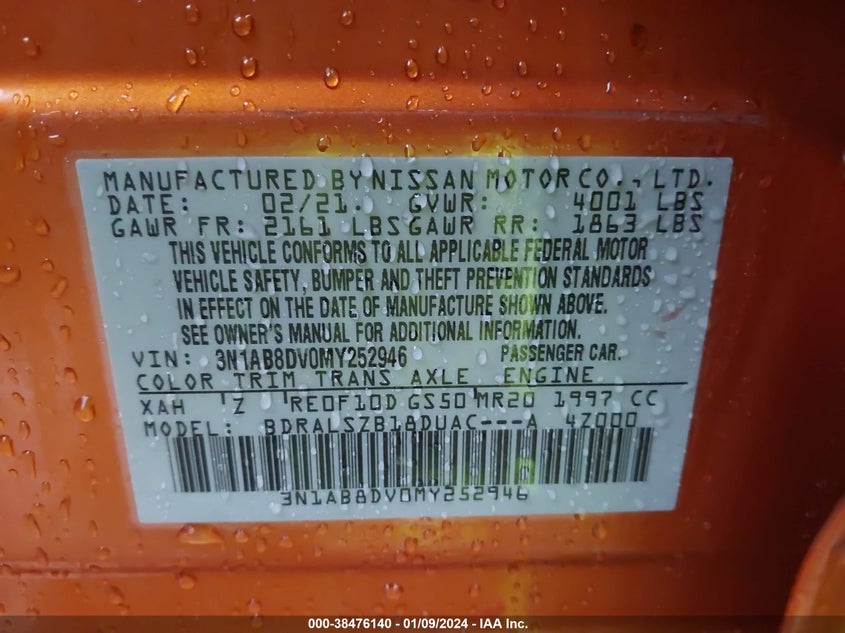 MANUFACTURED BY NISSAN MOTOR CO., LTD.
DATE: 02/21. GVWR: 4001 LBS
GAWR FR: 2161 LBS GAWR RR: 1863 LBS
THIS VEHICLE CONFORMS TO ALL APPLICABLE FEDERAL MOTOR
VEHICLE SAFETY, BUMPER AND THEFT PREVENTION STANDARDS
IN EFFECT ON THE DATE OF MANUFACTURE SHOWN ABOVE.
SEE OWNER'S MANUAL FOR ADDITIONAL INFORMATION.
VIN: 3N1AB8DV0MY252946 PASSENGER CAR.
COLOR TRIM TRANS AXLE ENGINE
XAH 'Z 'RE0F10D GS50 MR20 1997 CC
MODEL: BDRALSZB18DUAC---A 4Z000
0
3N1AB8DV0MY252946
000-38476140 - 01/09/2024 - IAA Inc.